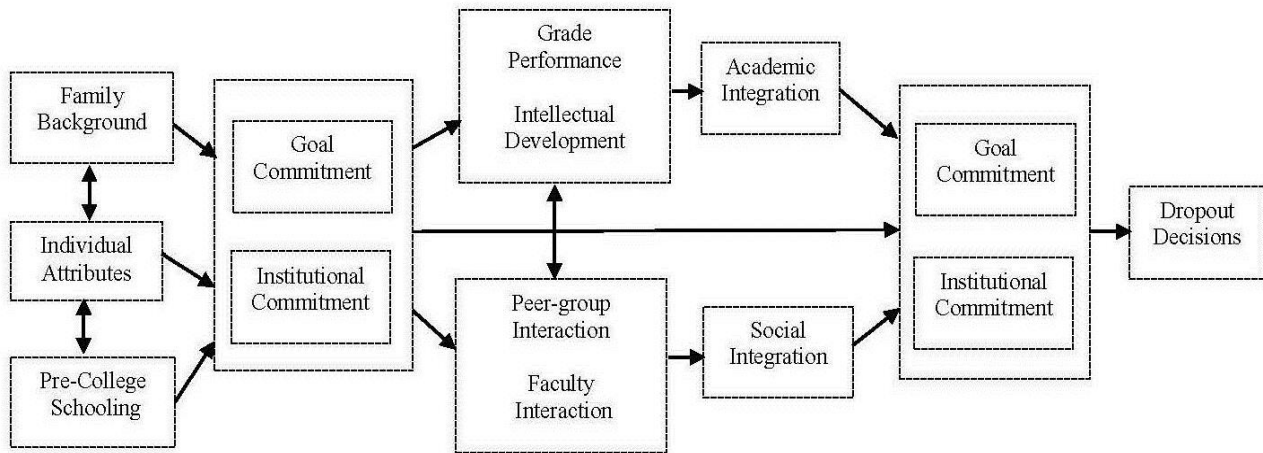 Family
Background
Individual
Attributes
Pre-College
Schooling
Goal
Commitment
Institutional
Commitment
Grade
Performance
Intellectual
Development
Peer-group
Interaction
Faculty
Interaction
Academic
Integration
Social
Integration
Goal
Commitment
Institutional
Commitment
Dropout
Decisions